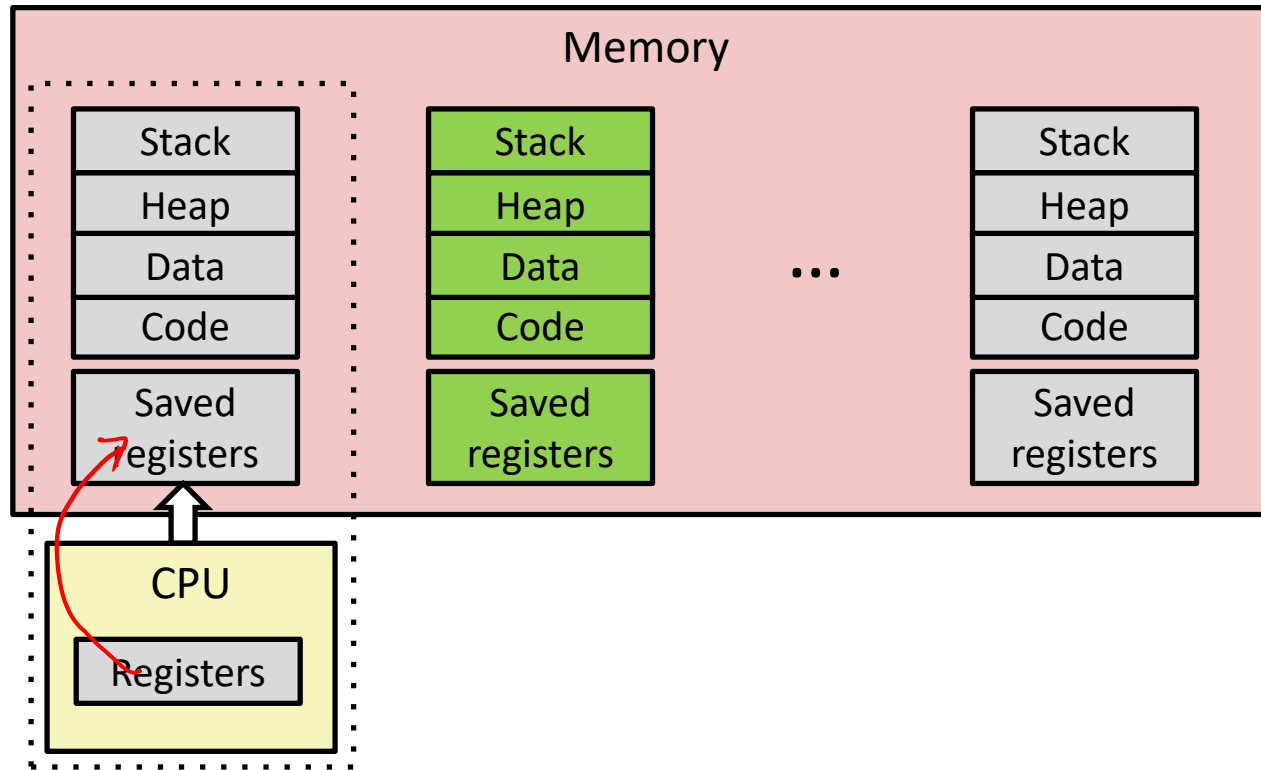 Memory
Stack
Heap
Data
Code
Saved
registers
Stack
Heap
Data
Code
Saved
registers
...
Stack
Heap
Data
Code
Saved
registers
CPU
Registers